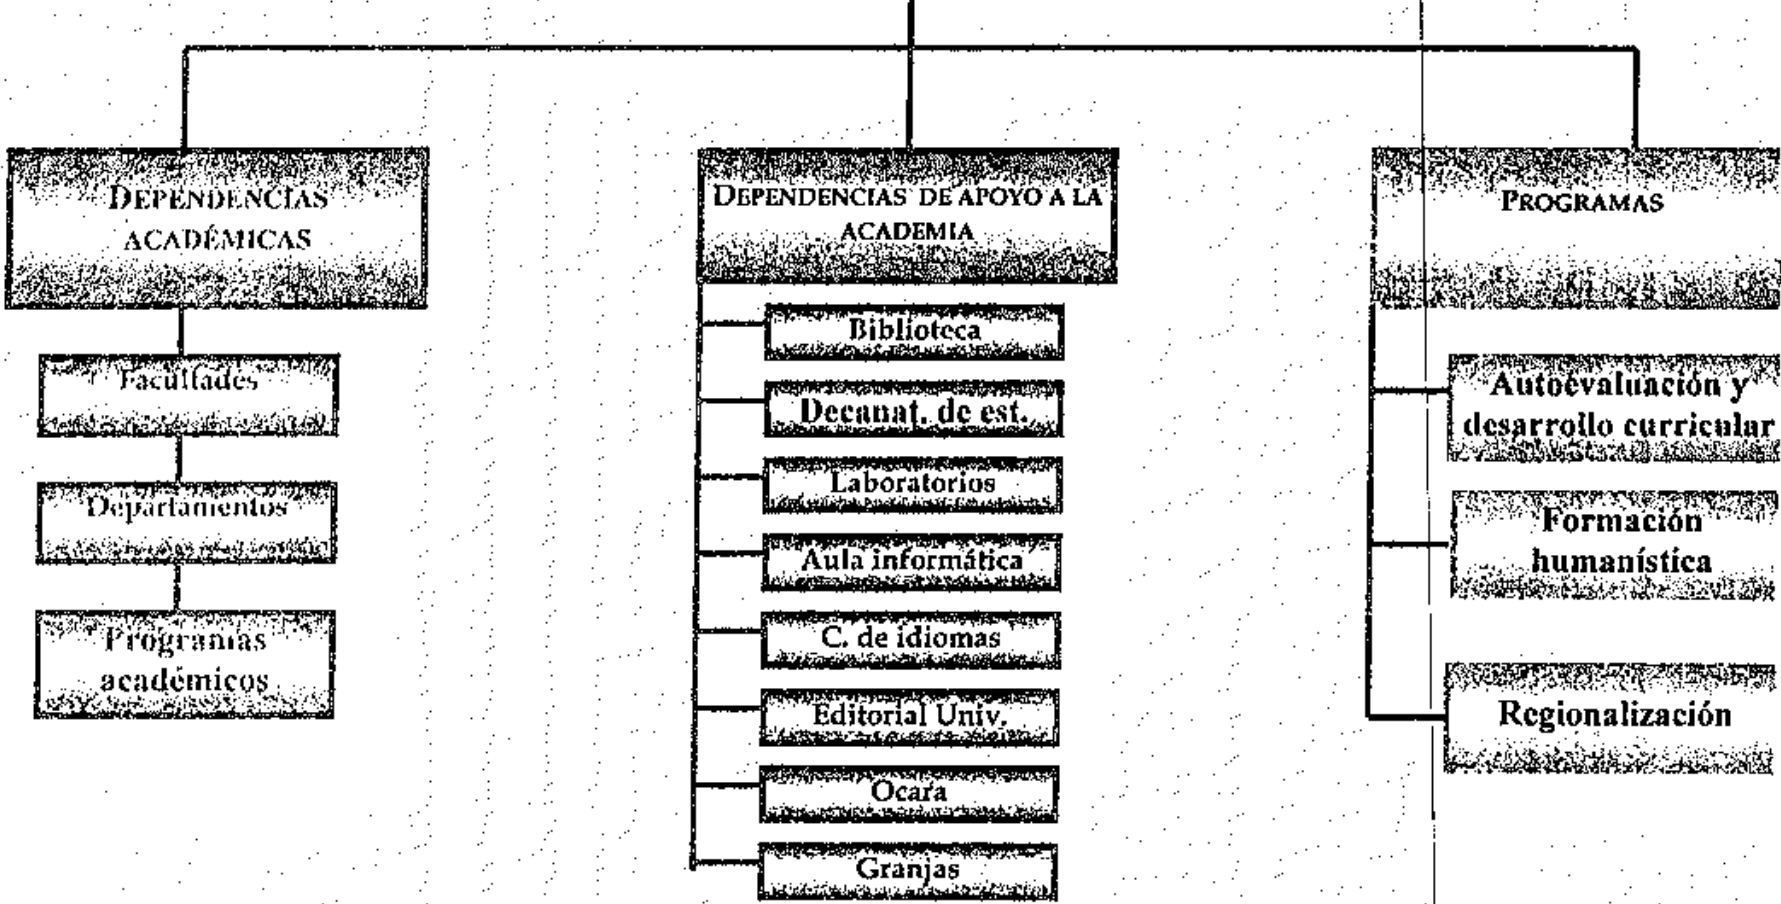 DEPENDENCIAS
ACADÉMICAS
Facultades
Departamentos
Programas
académicos
DEPENDENCIAS DE APOYO A LA
ACADEMIA
Biblioteca
Decanat. de est.
Laboratorios
Aula informática
C. de idiomas
Editorial Univ.
Ocara
Granjas
PROGRAMAS
Autoevaluación y
desarrollo curricular
Formación
humanística
Regionalización